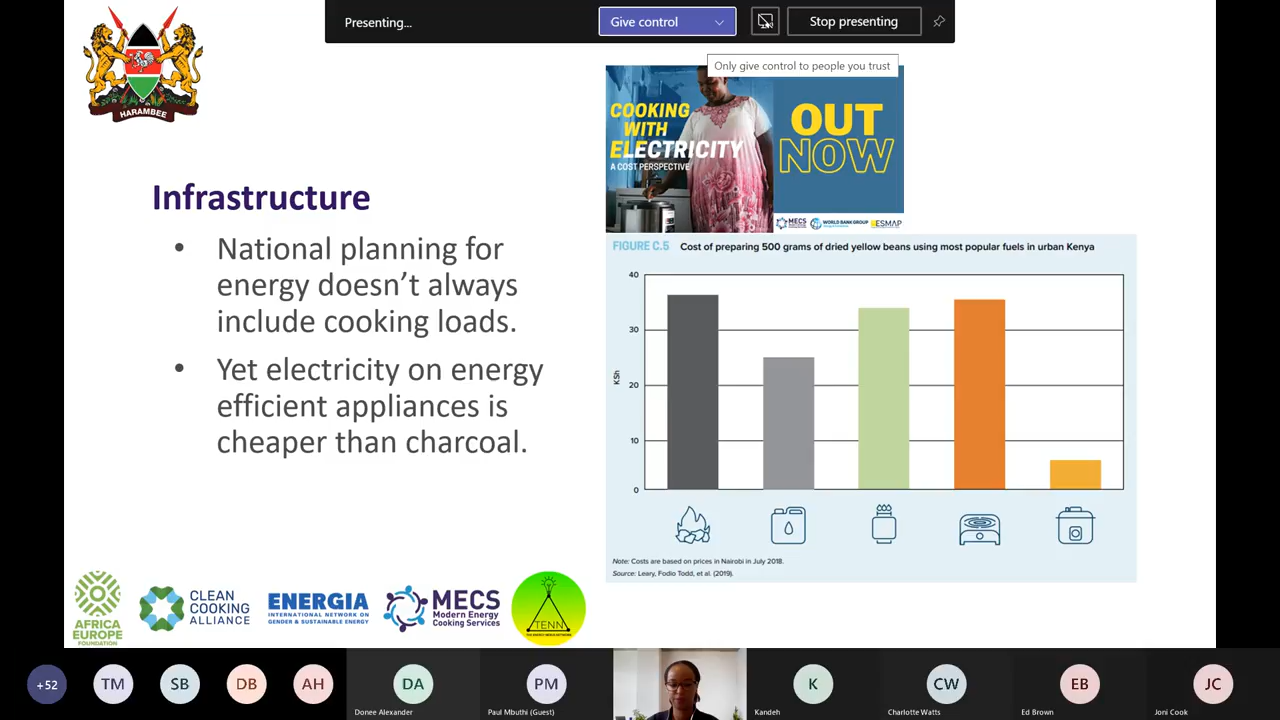 Presenting...
Give control
Stop presenting
Only give control to people you trust
HARAMBEE
COOKING
WITH
ELECTRICITY
A COST PERSPECTIVE
OUT
NOW
MECS
WORLD BANK GROUP
ESMAP
Infrastructure
• National planning for
energy doesn’t always
include cooking loads.
• Yet electricity on energy
efficient appliances is
cheaper than charcoal.
FIGURE C.5 Cost of preparing 500 grams of dried yellow beans using most popular fuels in urban Kenya
40
30
20
10
0
KSh
Note: Costs are based on prices in Nairobi in July 2018.
Source: Leary, Fodio Todd, et al. (2019).
AFRICA
EUROPE
FOUNDATION
CLEAN
COOKING
ALLIANCE
ENERGIA
INTERNATIONAL NETWORK ON
GENDER & SUSTAINABLE ENERGY
MECS
Modern Energy
Cooking Services
TENN
THE ENERGY MEDIA NETWORK
+52
TM
SB
DB
AH
DA
Donee Alexander
PM
Paul Mbuthi (Guest)
K
Kandeh
CW
Charlotte Watts
EB
Ed Brown
JC
Joni Cook